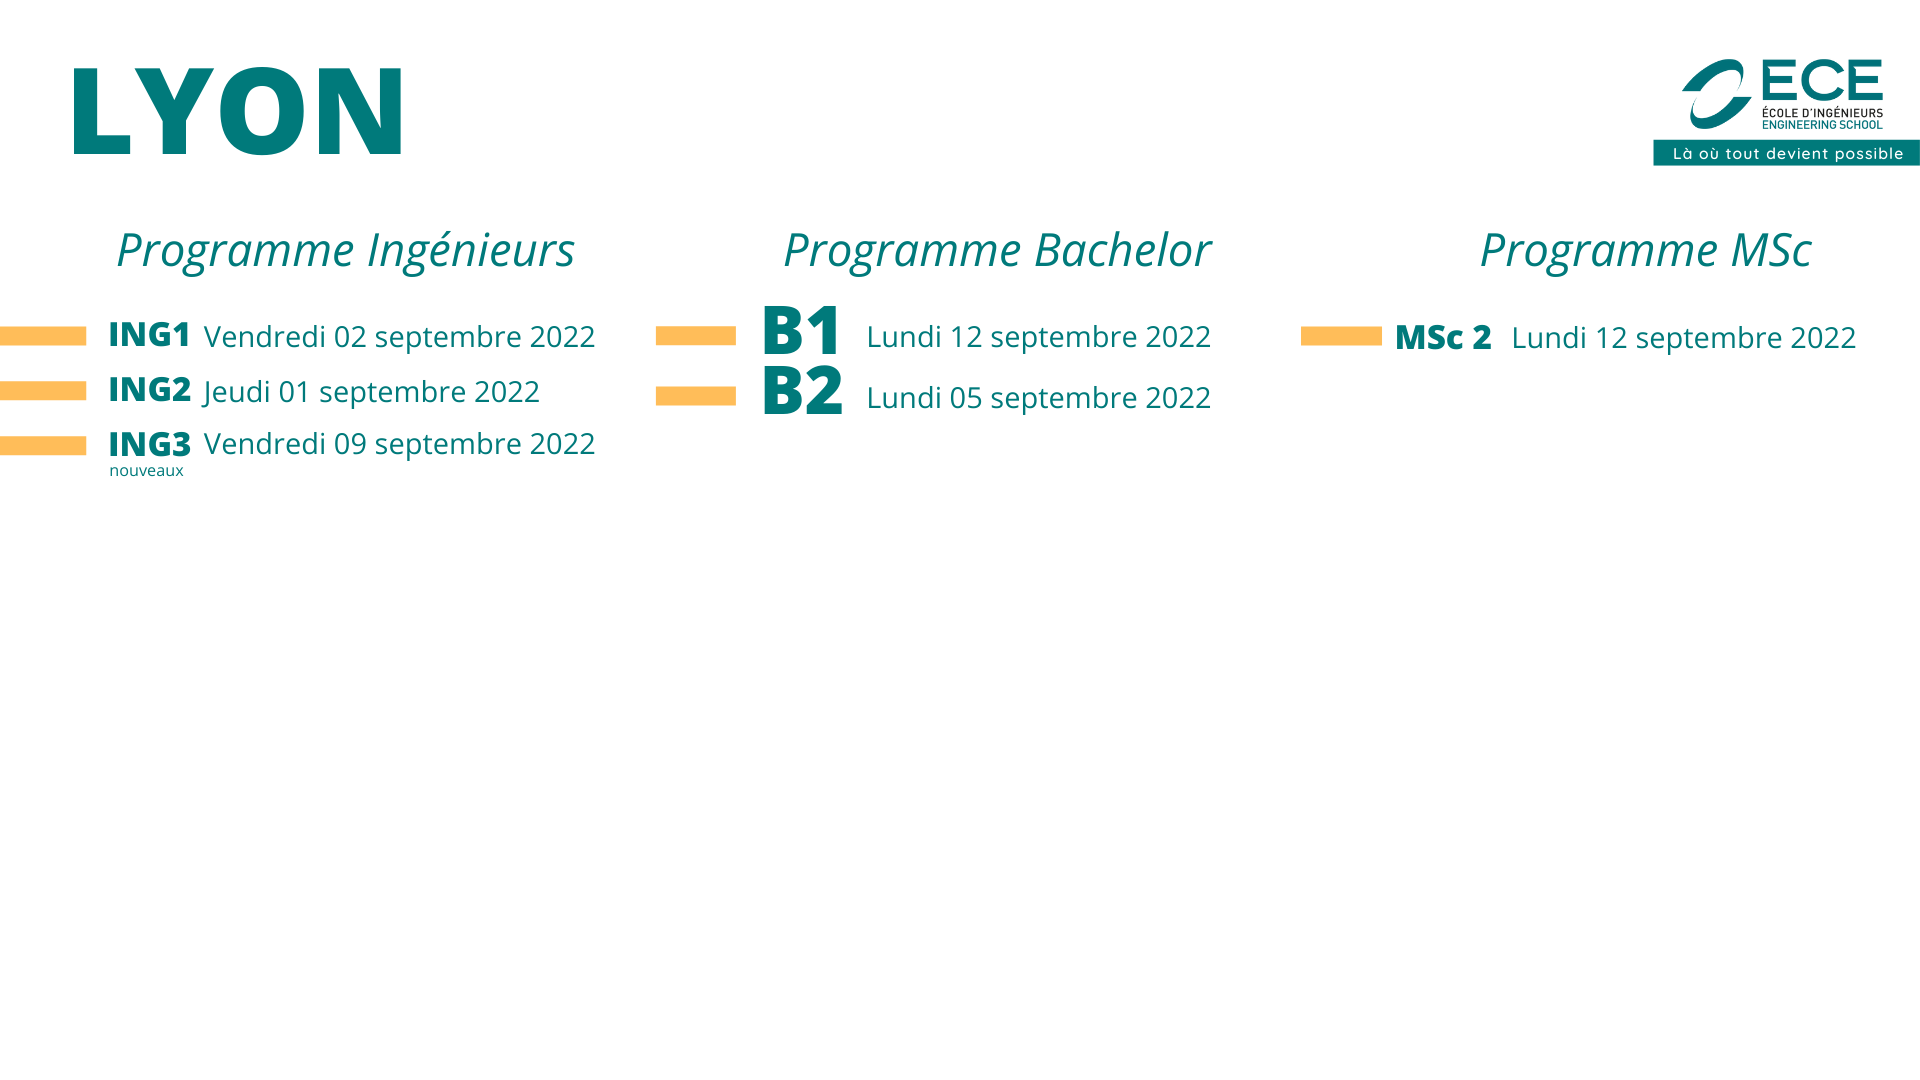 LYON
ECE
ÉCOLE D'INGÉNIEURS
ENGINEERING SCHOOL
Là où tout devient possible
Programme Ingénieurs
ING1 Vendredi 02 septembre 2022
ING2 Jeudi 01 septembre 2022
ING3 Vendredi 09 septembre 2022
nouveaux
Programme Bachelor
B1 Lundi 12 septembre 2022
B2 Lundi 05 septembre 2022
Programme MSc
MSc 2 Lundi 12 septembre 2022